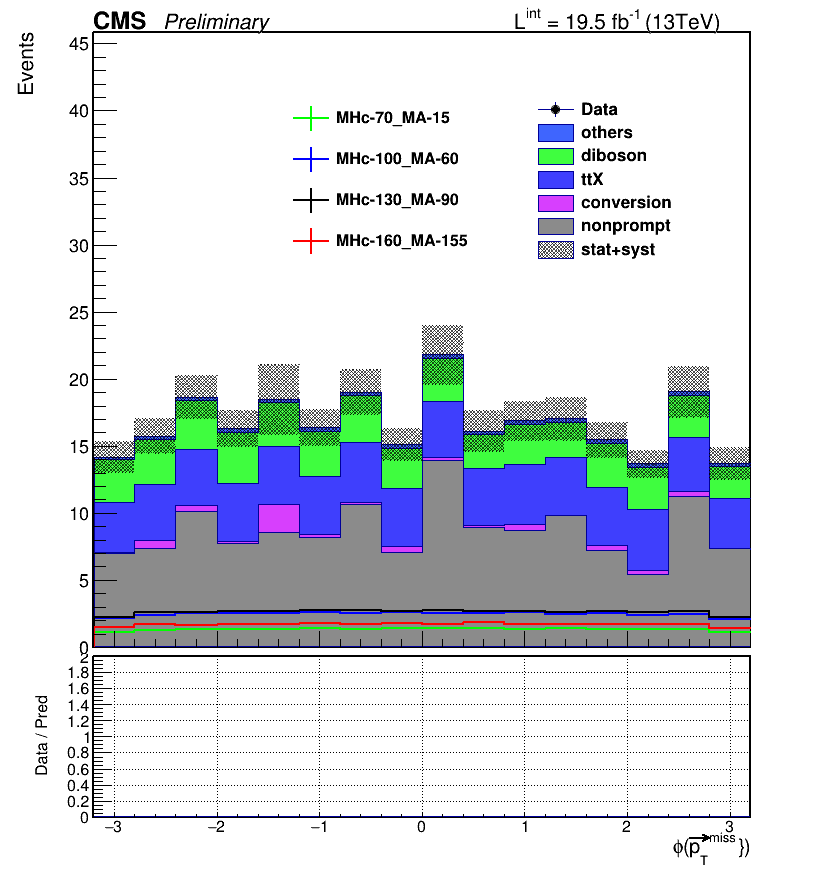 CMS Preliminary L^int = 19.5 fb^-1 (13TeV)
Events
45
40
35
30
25
20
15
10
5
0
MHc-70_MA-15
MHc-100_MA-60
MHc-130_MA-90
MHc-160_MA-155
Data
others
diboson
ttX
conversion
nonprompt
stat+syst
Data / Pred
2
1.8
1.6
1.4
1.2
1
0.8
0.6
0.4
0.2
0
−3 −2 −1 0 1 2 3
ϕ(p_T^miss })